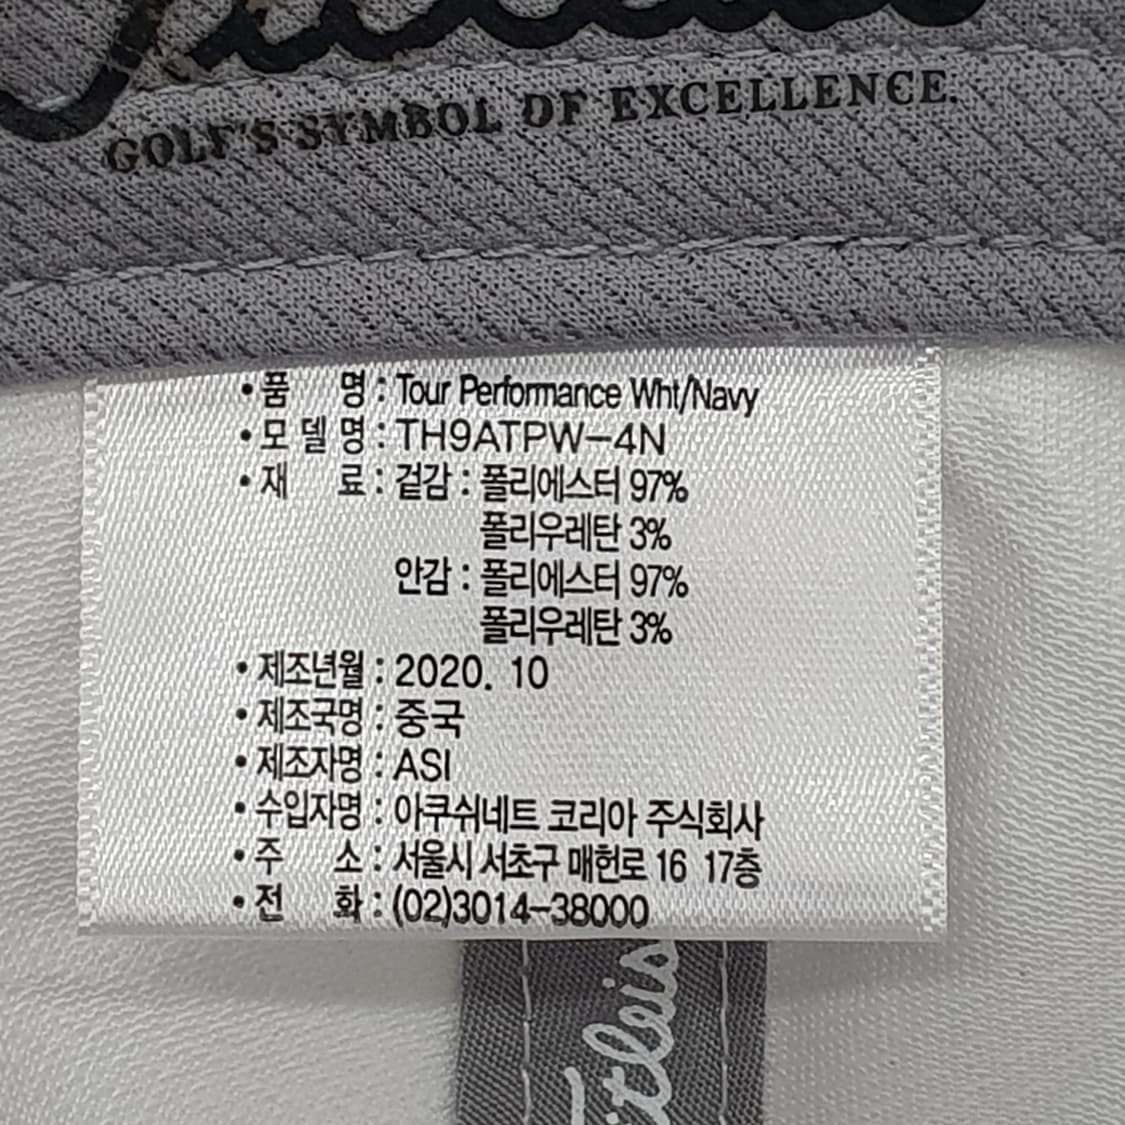 GOLF'S SYMBOL OF EXCELLENCE.
•품 명 : Tour Performance Wht/Navy
•모델명 : TH9ATPW-4N
•재 료 : 겉감 : 폴리에스터 97%
폴리우레탄 3%
안감 : 폴리에스터 97%
폴리우레탄 3%
•제조년월 : 2020. 10
•제조국명 : 중국
•제조자명 : ASI
•수입자명 : 아쿠쉬네트 코리아 주식회사
•주 소 : 서울시 서초구 매헌로 16 17층
•전 화 : (02)3014-38000